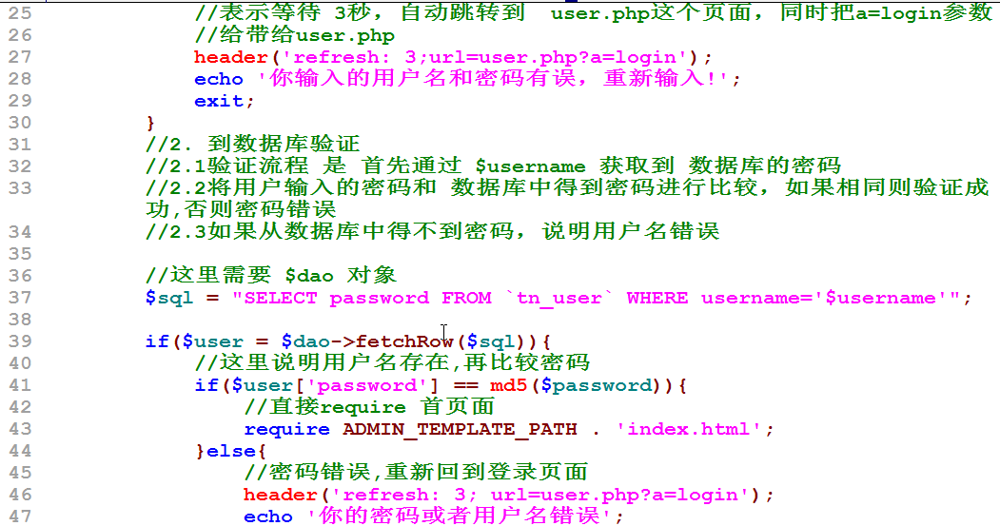 25 //表示等待 3秒，自动跳转到 user.php这个页面，同时把a=login参数
26 //给带给user.php
27 header('refresh: 3;url=user.php?a=login');
28 echo '你输入的用户名和密码有误，重新输入!';
29 exit;
30 }
31 //2. 到数据库验证
32 //2.1验证流程 是 首先通过 $username 获取到 数据库的密码
33 //2.2将用户输入的密码和 数据库中得到密码进行比较，如果相同则验证成
功,否则密码错误
34 //2.3如果从数据库中得不到密码，说明用户名错误
35
36 //这里需要 $dao 对象
37 $sql = "SELECT password FROM `tn_user` WHERE username='$username'";
38
39 if($user = $dao->fetchRow($sql)){
40 //这里说明用户名存在,再比较密码
41 if($user['password'] == md5($password)){
42 //直接require 首页面
43 require ADMIN_TEMPLATE_PATH . 'index.html';
44 }else{
45 //密码错误,重新回到登录页面
46 header('refresh: 3; url=user.php?a=login');
47 echo '你的密码或者用户名错误';